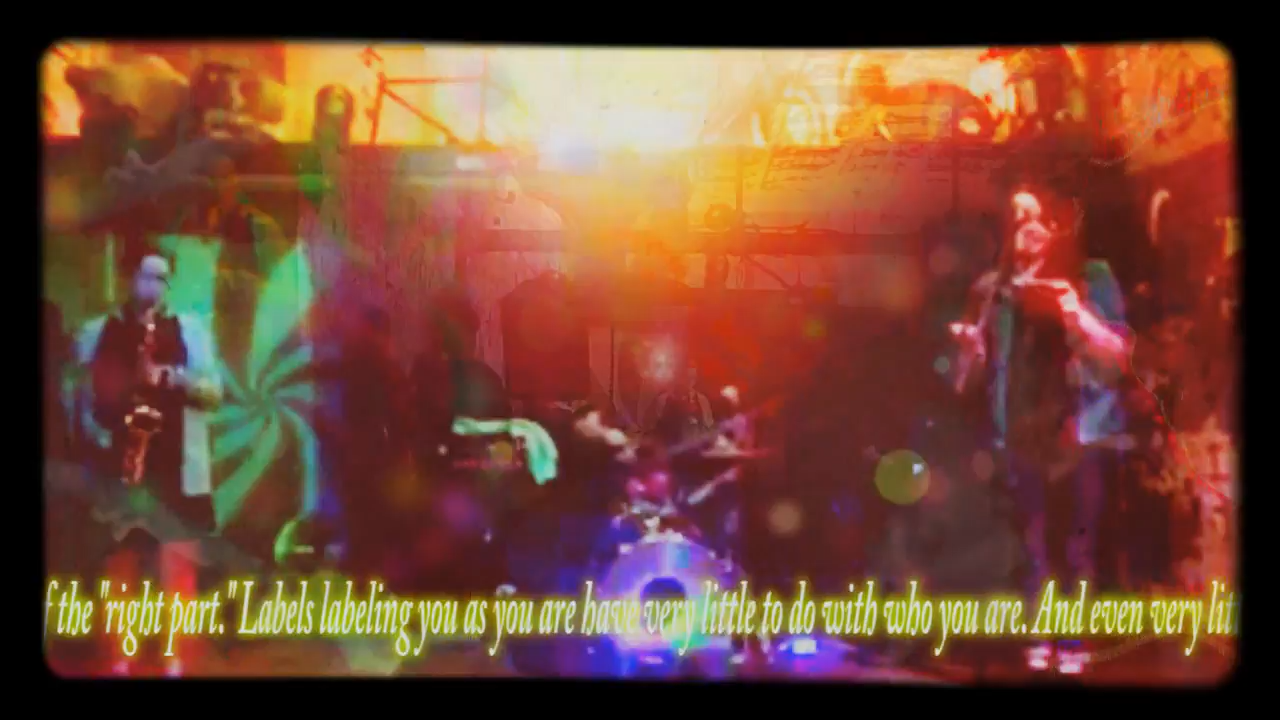 f the "right part." Labels labeling you as you are have very little to do with who you are. And even very lit